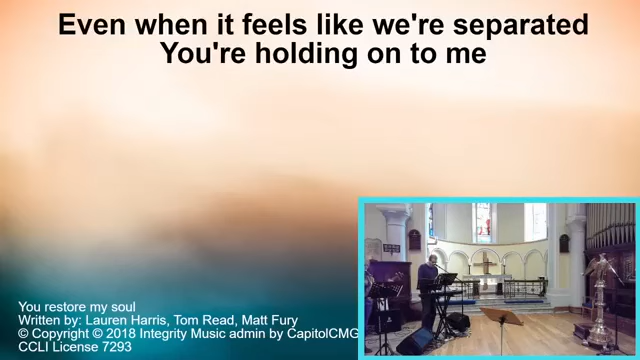 Even when it feels like we're separated
You're holding on to me
You restore my soul
Written by: Lauren Harris, Tom Read, Matt Fury
© Copyright © 2018 Integrity Music admin by CapitolCMG
CCLI License 7293